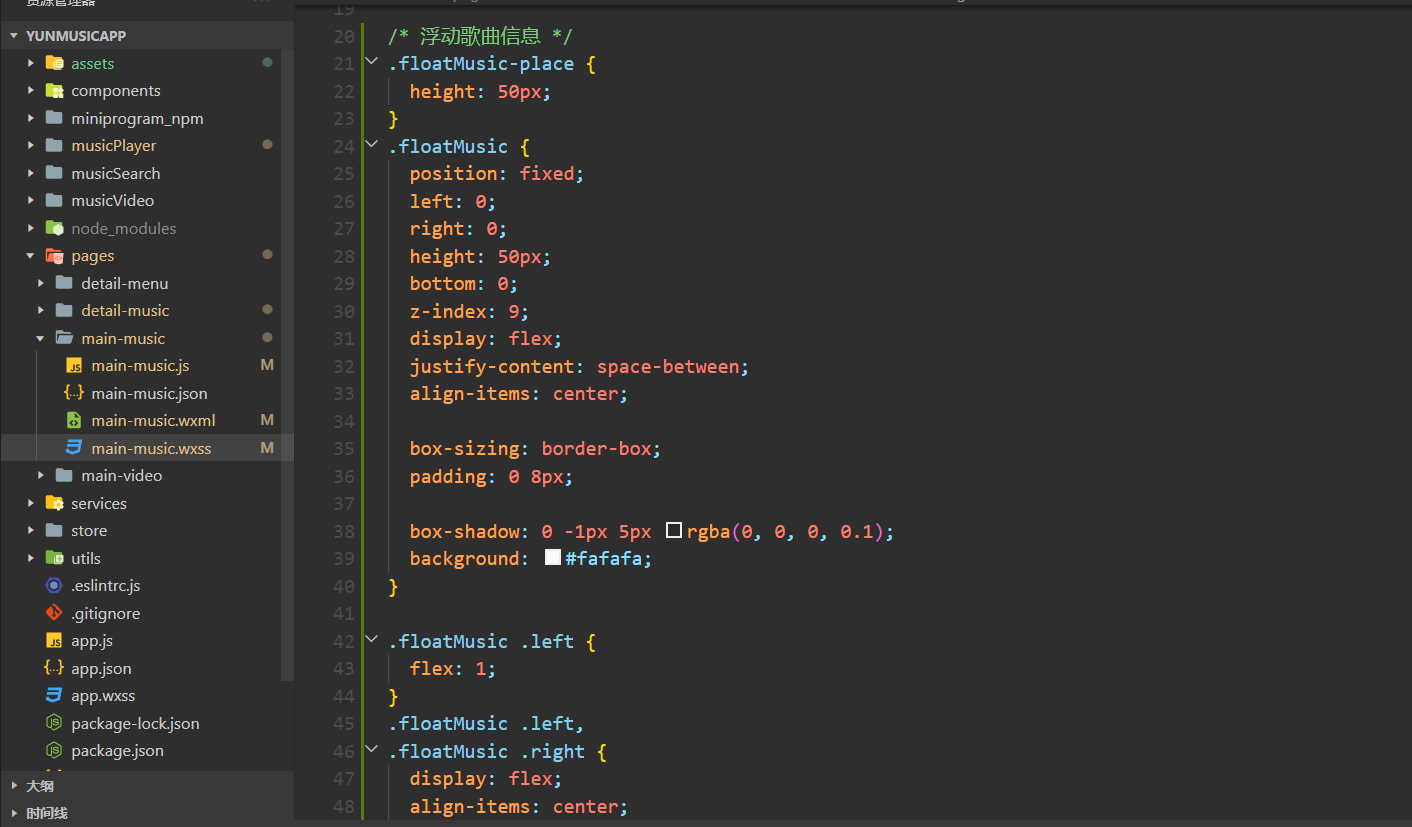 资源管理器
YUNMUSICAPP
assets
components
miniprogram_npm
musicPlayer
musicSearch
musicVideo
node_modules
pages
detail-menu
detail-music
main-music
main-music.js M
main-music.json
main-music.wxml M
main-music.wxss M
main-video
services
store
utils
.eslintrc.js
.gitignore
app.js
app.json
app.wxss
package-lock.json
package.json
大纲
时间线
19
20 /* 浮动歌曲信息 */
21 .floatMusic-place {
22 height: 50px;
23 }
24 .floatMusic {
25 position: fixed;
26 left: 0;
27 right: 0;
28 height: 50px;
29 bottom: 0;
30 z-index: 9;
31 display: flex;
32 justify-content: space-between;
33 align-items: center;
34
35 box-sizing: border-box;
36 padding: 0 8px;
37
38 box-shadow: 0 -1px 5px rgba(0, 0, 0, 0.1);
39 background: #fafafa;
40 }
41
42 .floatMusic .left {
43 flex: 1;
44 }
45 .floatMusic .left,
46 .floatMusic .right {
47 display: flex;
48 align-items: center;